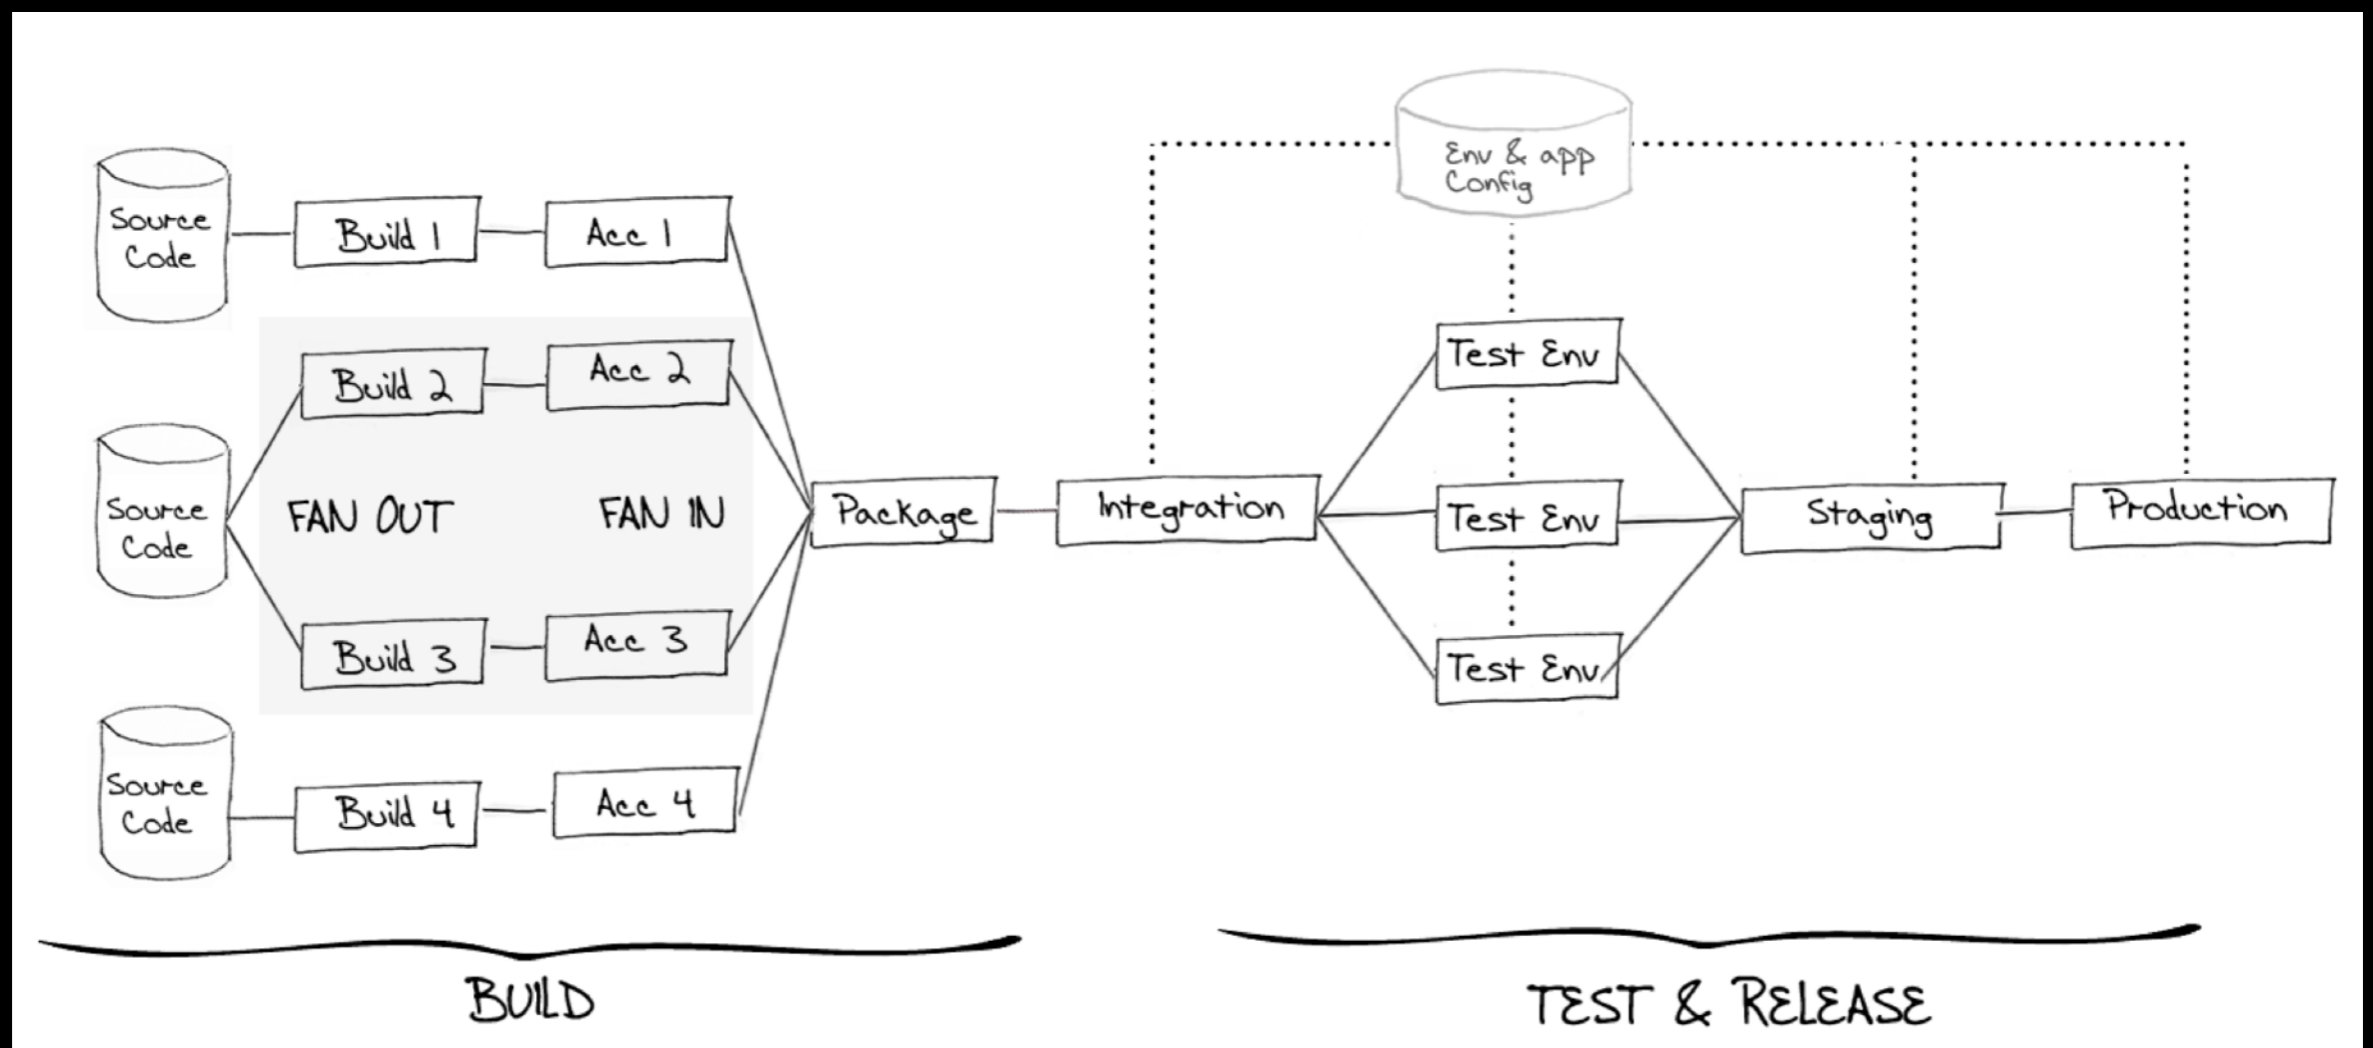 Env & app
Config
Source
Code
Build 1
Acc 1
Build 2
Acc 2
Test Env
Source
Code
FAN OUT
FAN IN
Package
Integration
Test Env
Staging
Production
Build 3
Acc 3
Test Env
Source
Code
Build 4
Acc 4
BUILD
TEST & RELEASE